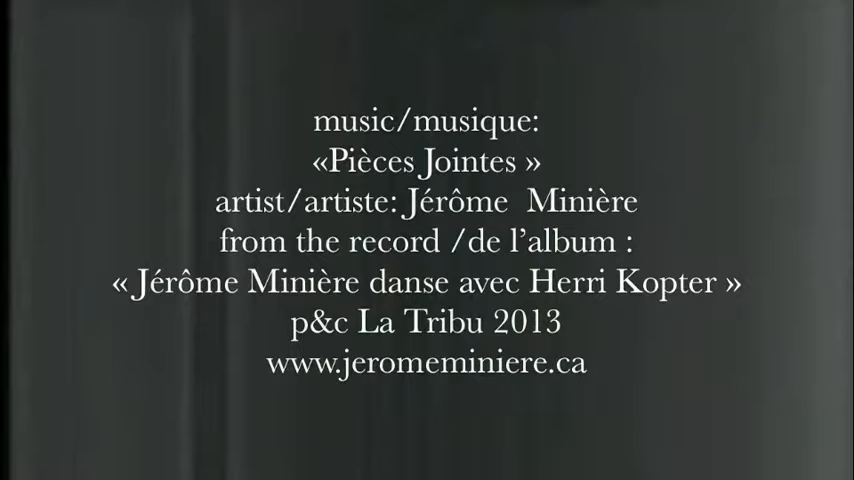 music/musique:
«Pièces Jointes »
artist/artiste: Jérôme  Minière
from the record /de l’album :
« Jérôme Minière danse avec Herri Kopter »
p&c La Tribu 2013
www.jeromeminiere.ca